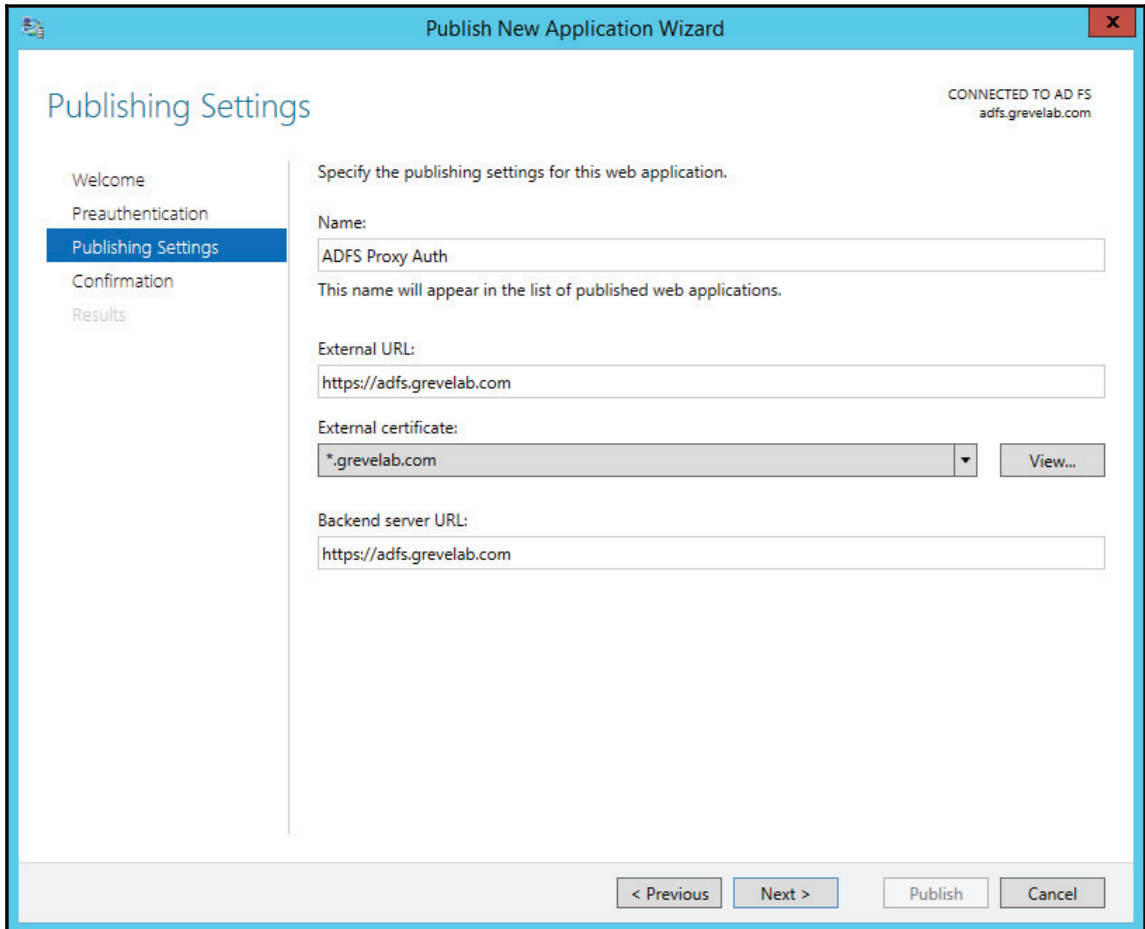 Publish New Application Wizard
x
Publishing Settings
CONNECTED TO AD FS
adfs.grevelab.com
Welcome
Preauthentication
Publishing Settings
Confirmation
Results
Specify the publishing settings for this web application.
Name:
ADFS Proxy Auth
This name will appear in the list of published web applications.
External URL:
https://adfs.grevelab.com
External certificate:
*.grevelab.com
View...
Backend server URL:
https://adfs.grevelab.com
< Previous
Next >
Publish
Cancel